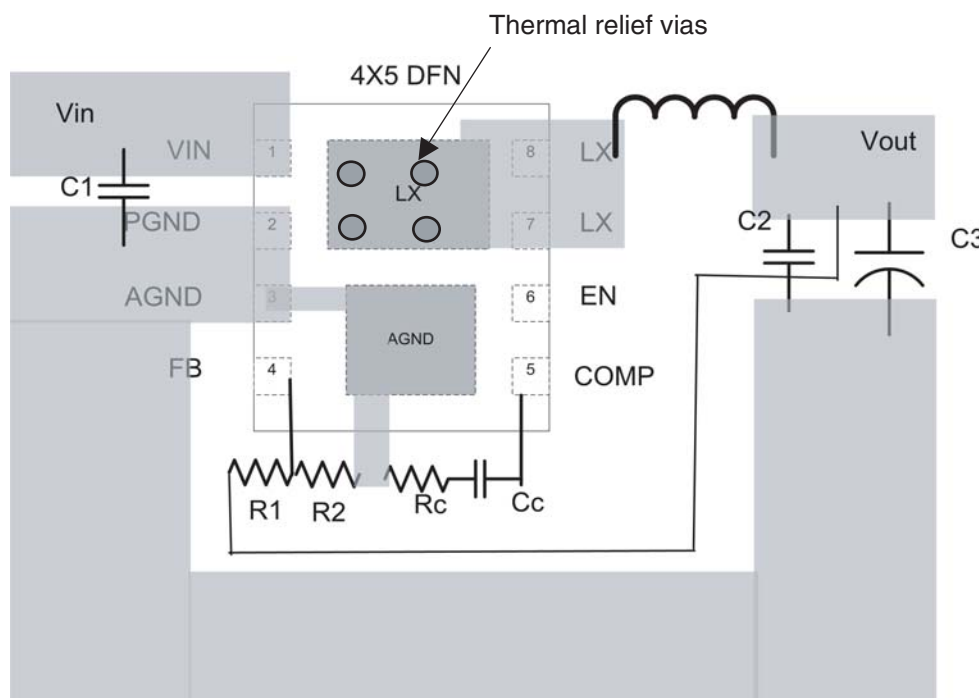 Thermal relief vias
4X5 DFN
Vin
VIN
1
8
LX
Vout
C1
LX
PGND
2
7
LX
C2
C3
AGND
3
6
EN
AGND
FB
4
5
COMP
R1
R2
Rc
Cc